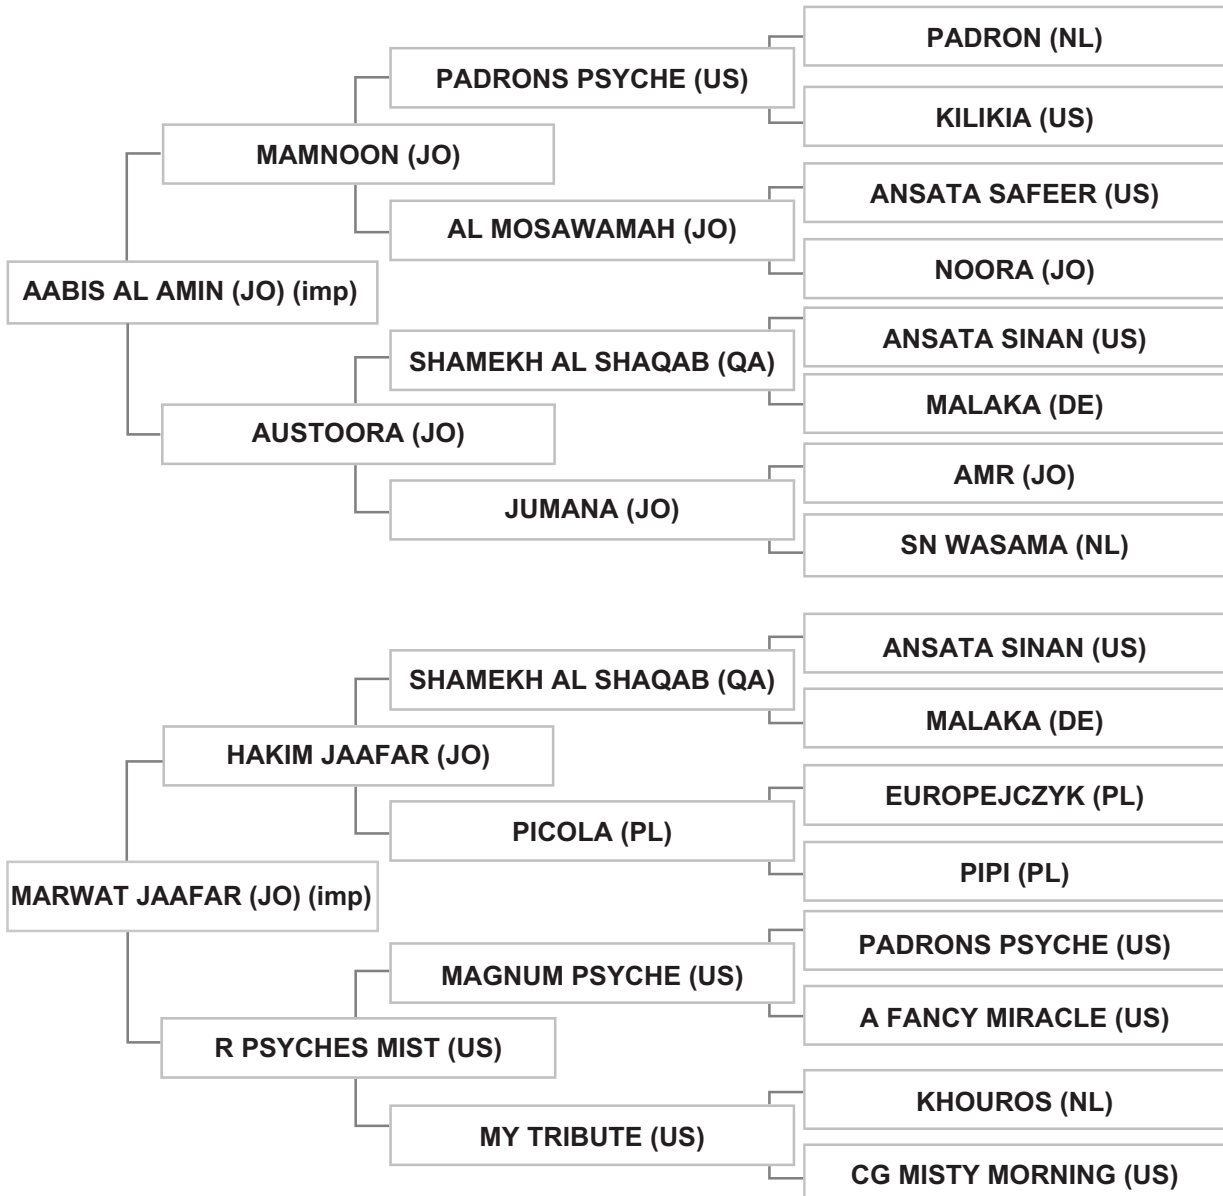 PADRON (NL)
PADRONS PSYCHE (US)
KILIKIA (US)
MAMNOON (JO)
ANSATA SAFEER (US)
AL MOSAWAMAH (JO)
NOORA (JO)
AABIS AL AMIN (JO) (imp)
ANSATA SINAN (US)
SHAMEKH AL SHAQAB (QA)
MALAKA (DE)
AUSTOORA (JO)
AMR (JO)
JUMANA (JO)
SN WASAMA (NL)
ANSATA SINAN (US)
SHAMEKH AL SHAQAB (QA)
MALAKA (DE)
HAKIM JAAFAR (JO)
EUROPEJCZYK (PL)
PICOLA (PL)
PIPI (PL)
MARWAT JAAFAR (JO) (imp)
PADRONS PSYCHE (US)
MAGNUM PSYCHE (US)
A FANCY MIRACLE (US)
R PSYCHES MIST (US)
KHOUROS (NL)
MY TRIBUTE (US)
CG MISTY MORNING (US)